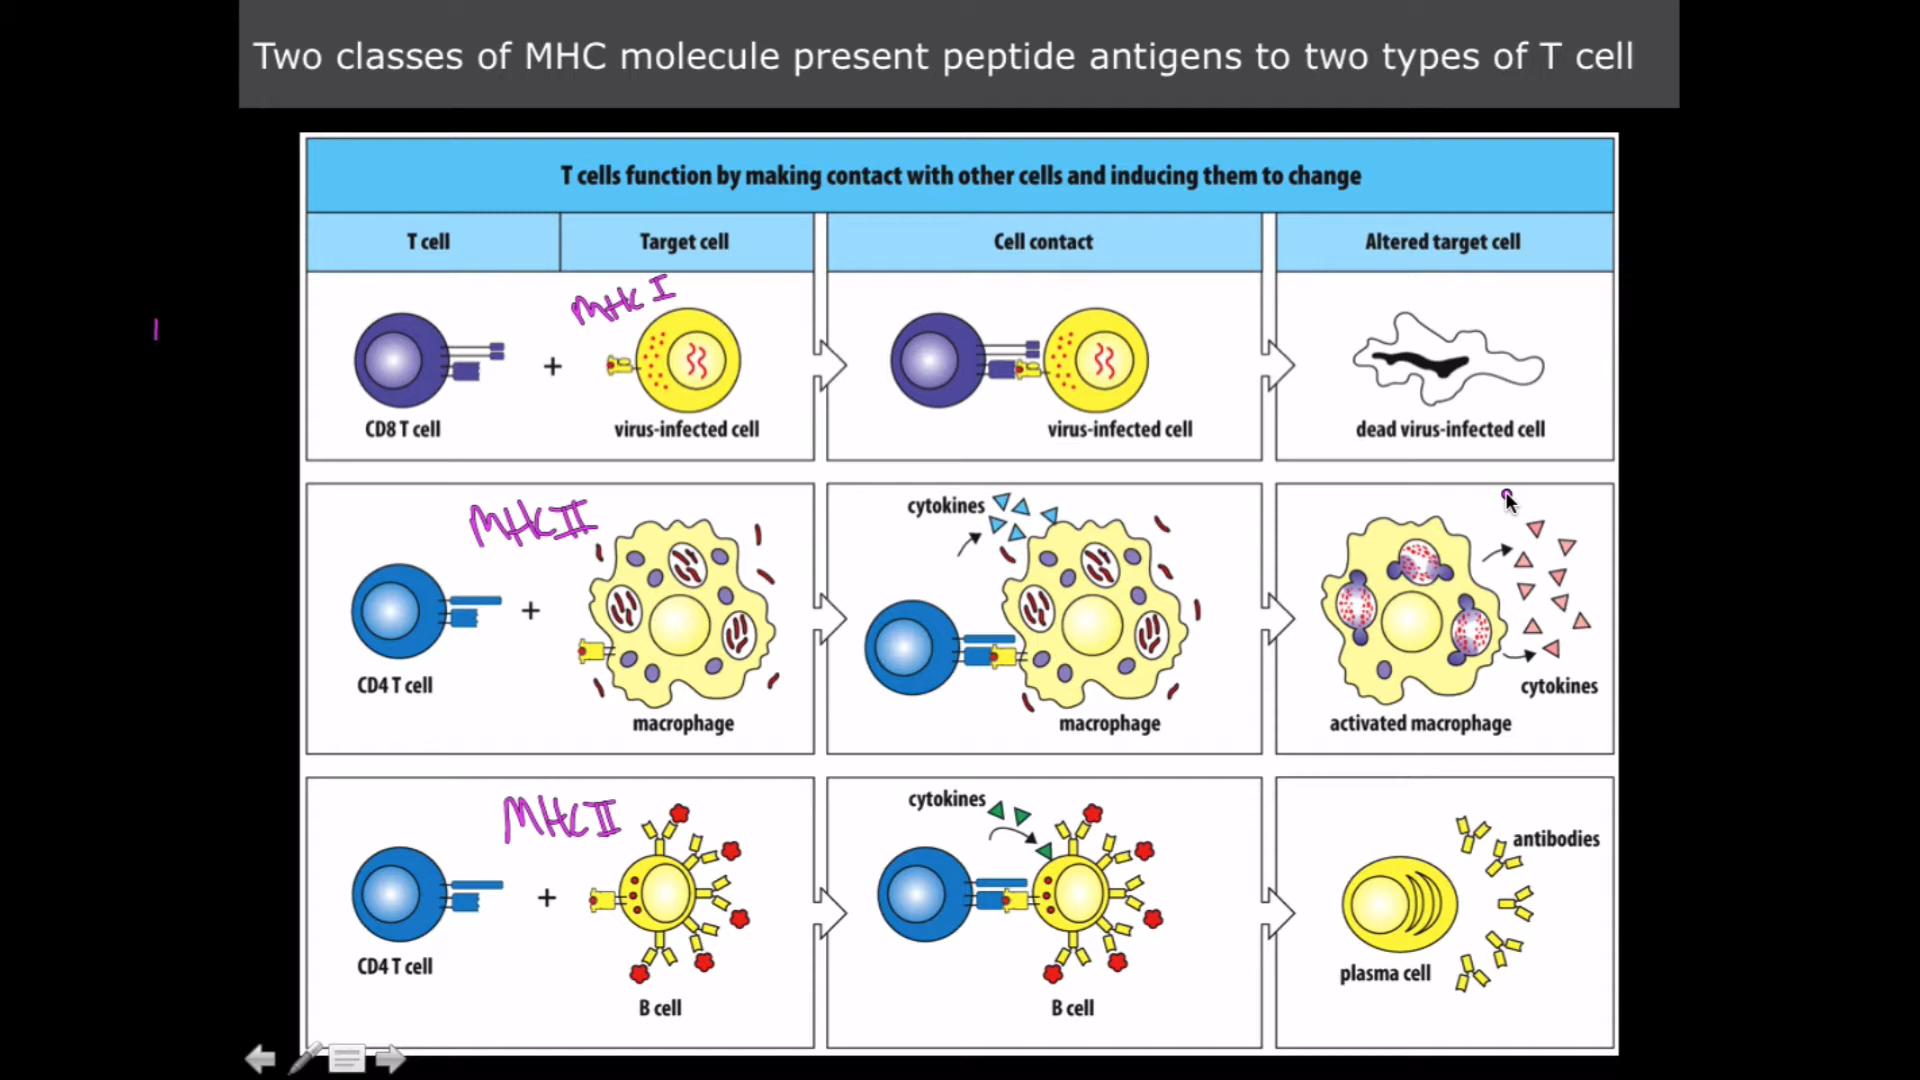 Two classes of MHC molecule present peptide antigens to two types of T cell
T cells function by making contact with other cells and inducing them to change
T cell
Target cell
Cell contact
Altered target cell
MHC I
+
CD8 T cell
virus-infected cell
virus-infected cell
dead virus-infected cell
MHC II
+
CD4 T cell
macrophage
cytokines
macrophage
cytokines
activated macrophage
MHC II
+
CD4 T cell
B cell
cytokines
B cell
antibodies
plasma cell